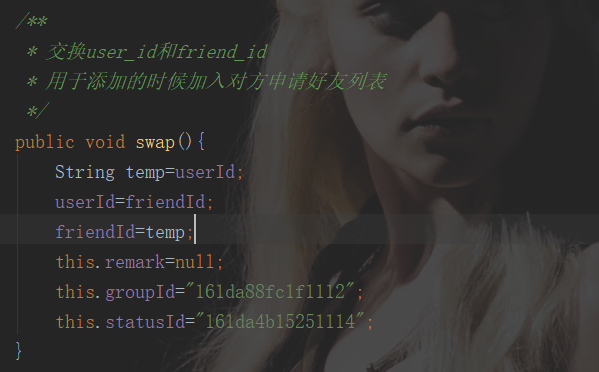 /**
* 交换user_id和friend_id
* 用于添加的时候加入对方申请好友列表
*/
public void swap(){
String temp=userId;
userId=friendId;
friendId=temp;
this.remark=null;
this.groupId="161da88fc1f1112";
this.statusId="161da4b15251114";
}